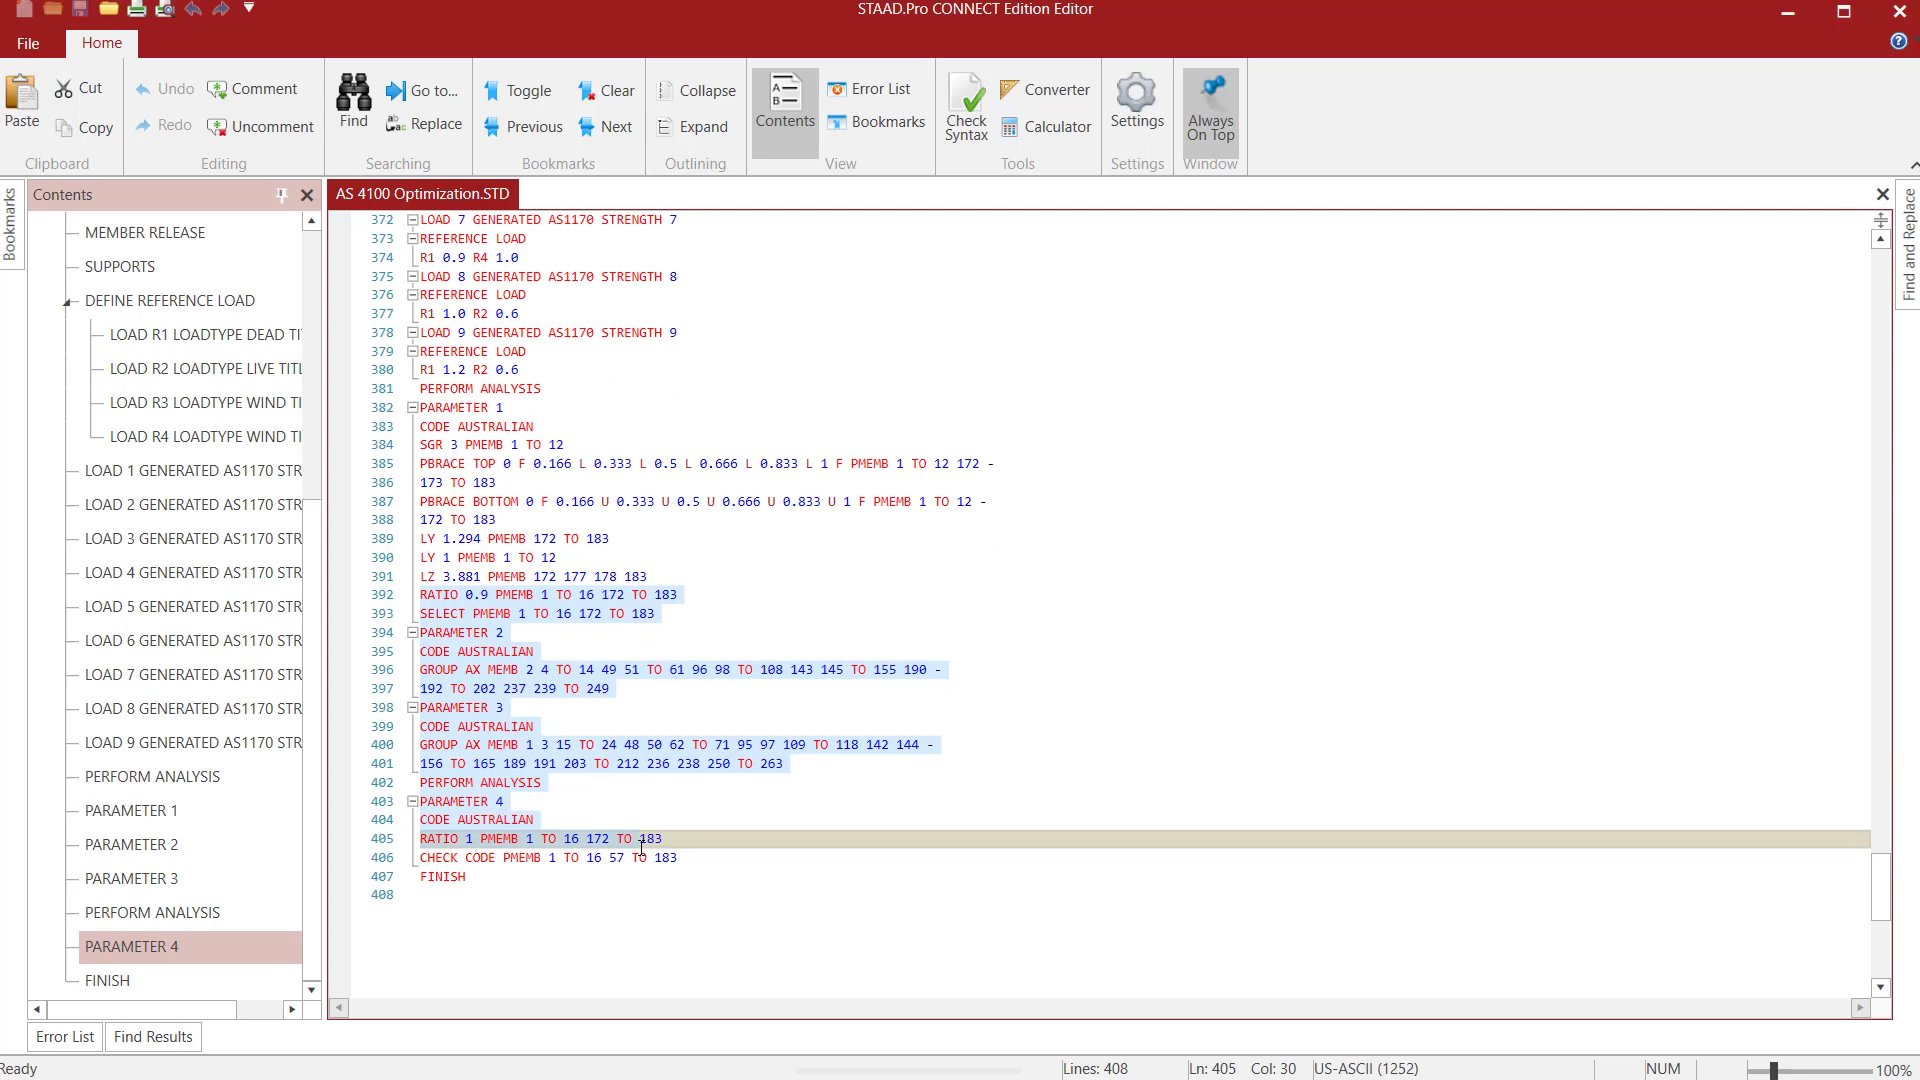 STAAD.Pro CONNECT Edition Editor
File
Home
Paste
Cut
Copy
Clipboard
Undo
Redo
Comment
Uncomment
Editing
Find
Go to...
Replace
Searching
Toggle
Clear
Previous
Next
Bookmarks
Collapse
Expand
Outlining
Contents
Error List
Bookmarks
View
Check Syntax
Converter
Calculator
Tools
Settings
Settings
Always On Top
Window
Bookmarks
Contents
MEMBER RELEASE
SUPPORTS
DEFINE REFERENCE LOAD
LOAD R1 LOADTYPE DEAD TI
LOAD R2 LOADTYPE LIVE TITL
LOAD R3 LOADTYPE WIND TI
LOAD R4 LOADTYPE WIND TI
LOAD 1 GENERATED AS1170 STR
LOAD 2 GENERATED AS1170 STR
LOAD 3 GENERATED AS1170 STR
LOAD 4 GENERATED AS1170 STR
LOAD 5 GENERATED AS1170 STR
LOAD 6 GENERATED AS1170 STR
LOAD 7 GENERATED AS1170 STR
LOAD 8 GENERATED AS1170 STR
LOAD 9 GENERATED AS1170 STR
PERFORM ANALYSIS
PARAMETER 1
PARAMETER 2
PARAMETER 3
PERFORM ANALYSIS
PARAMETER 4
FINISH
AS 4100 Optimization.STD
372 LOAD 7 GENERATED AS1170 STRENGTH 7
373 REFERENCE LOAD
374 R1 0.9 R4 1.0
375 LOAD 8 GENERATED AS1170 STRENGTH 8
376 REFERENCE LOAD
377 R1 1.0 R2 0.6
378 LOAD 9 GENERATED AS1170 STRENGTH 9
379 REFERENCE LOAD
380 R1 1.2 R2 0.6
381 PERFORM ANALYSIS
382 PARAMETER 1
383 CODE AUSTRALIAN
384 SGR 3 PMEMB 1 TO 12
385 PBRACE TOP 0 F 0.166 L 0.333 L 0.5 L 0.666 L 0.833 L 1 F PMEMB 1 TO 12 172 -
386 173 TO 183
387 PBRACE BOTTOM 0 F 0.166 U 0.333 U 0.5 U 0.666 U 0.833 U 1 F PMEMB 1 TO 12 -
388 172 TO 183
389 LY 1.294 PMEMB 172 TO 183
390 LY 1 PMEMB 1 TO 12
391 LZ 3.881 PMEMB 172 177 178 183
392 RATIO 0.9 PMEMB 1 TO 16 172 TO 183
393 SELECT PMEMB 1 TO 16 172 TO 183
394 PARAMETER 2
395 CODE AUSTRALIAN
396 GROUP AX MEMB 2 4 TO 14 49 51 TO 61 96 98 TO 108 143 145 TO 155 190 -
397 192 TO 202 237 239 TO 249
398 PARAMETER 3
399 CODE AUSTRALIAN
400 GROUP AX MEMB 1 3 15 TO 24 48 50 62 TO 71 95 97 109 TO 118 142 144 -
401 156 TO 165 189 191 203 TO 212 236 238 250 TO 263
402 PERFORM ANALYSIS
403 PARAMETER 4
404 CODE AUSTRALIAN
405 RATIO 1 PMEMB 1 TO 16 172 TO 183
406 CHECK CODE PMEMB 1 TO 16 57 TO 183
407 FINISH
408
Find and Replace
Error List
Find Results
Ready
Lines: 408
Ln: 405 Col: 30
US-ASCII (1252)
NUM
100%